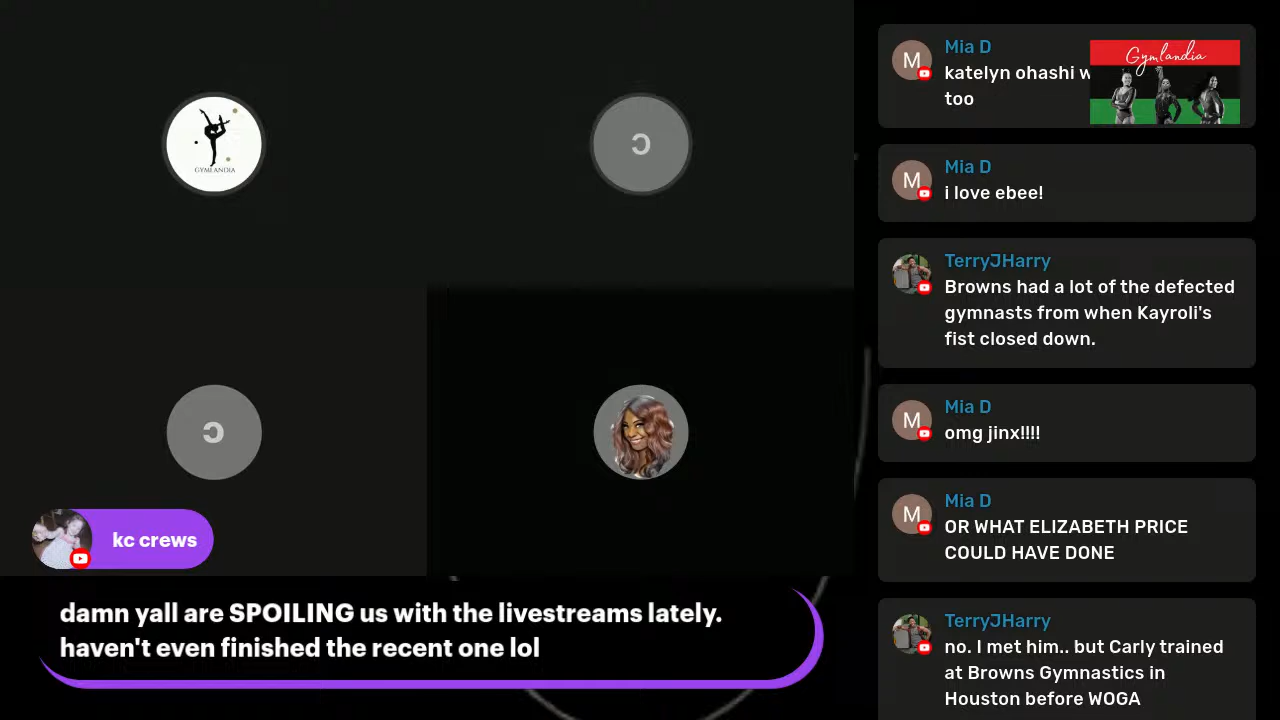 GYMLANDIA
C
C
kc crews
damn yall are SPOILING us with the livestreams lately.
haven't even finished the recent one lol
M
Mia D
katelyn ohashi
too
Gymlandia
M
Mia D
i love ebee!
TerryJHarry
Browns had a lot of the defected
gymnasts from when Kayroli's
fist closed down.
M
Mia D
omg jinx!!!!
M
Mia D
OR WHAT ELIZABETH PRICE
COULD HAVE DONE
TerryJHarry
no. I met him.. but Carly trained
at Browns Gymnastics in
Houston before WOGA